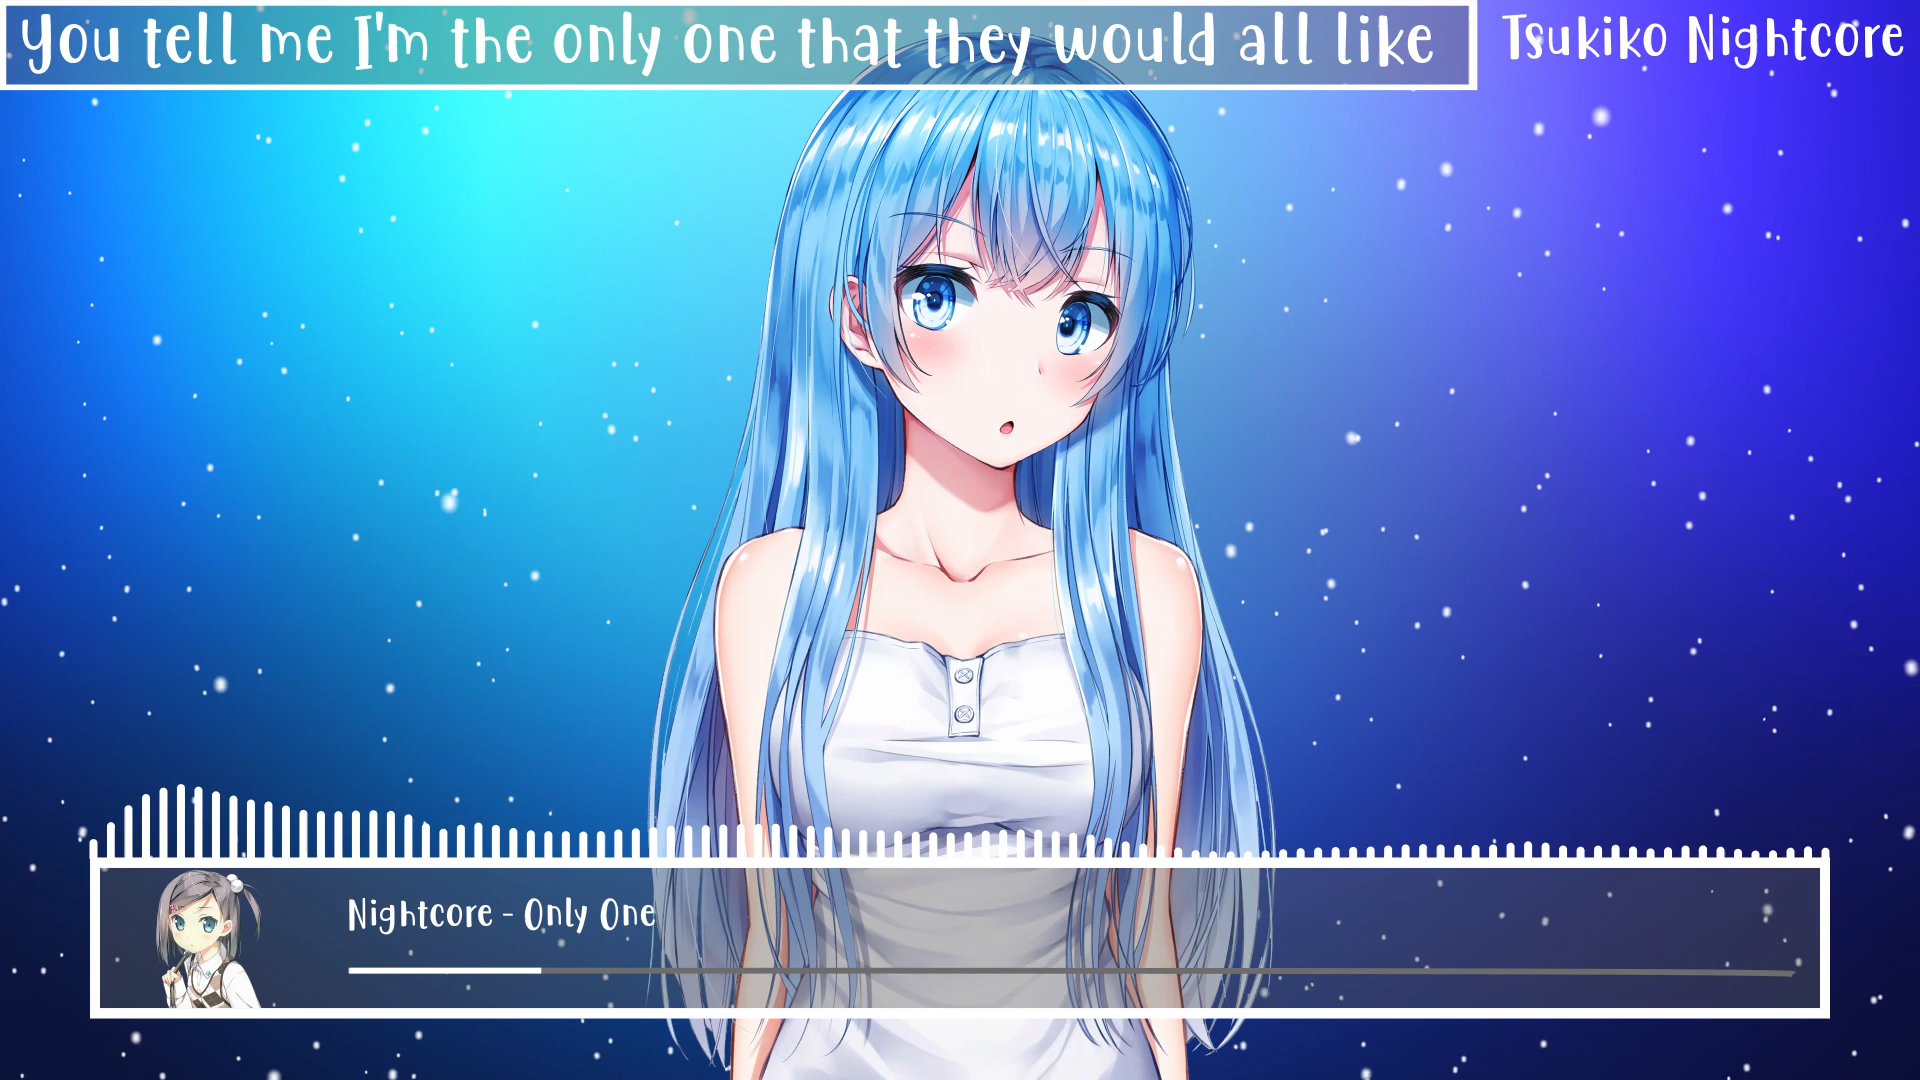 You tell me I'm the only one that they would all like
Tsukiko Nightcore
Nightcore - Only One